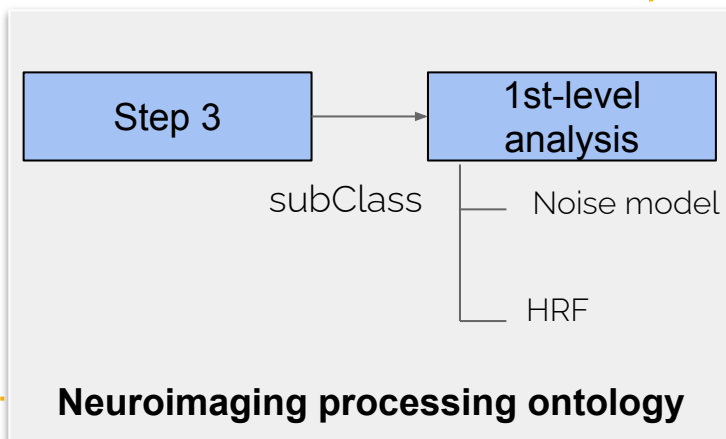 Step 3
1st-level
analysis
subClass
Noise model
HRF
Neuroimaging processing ontology